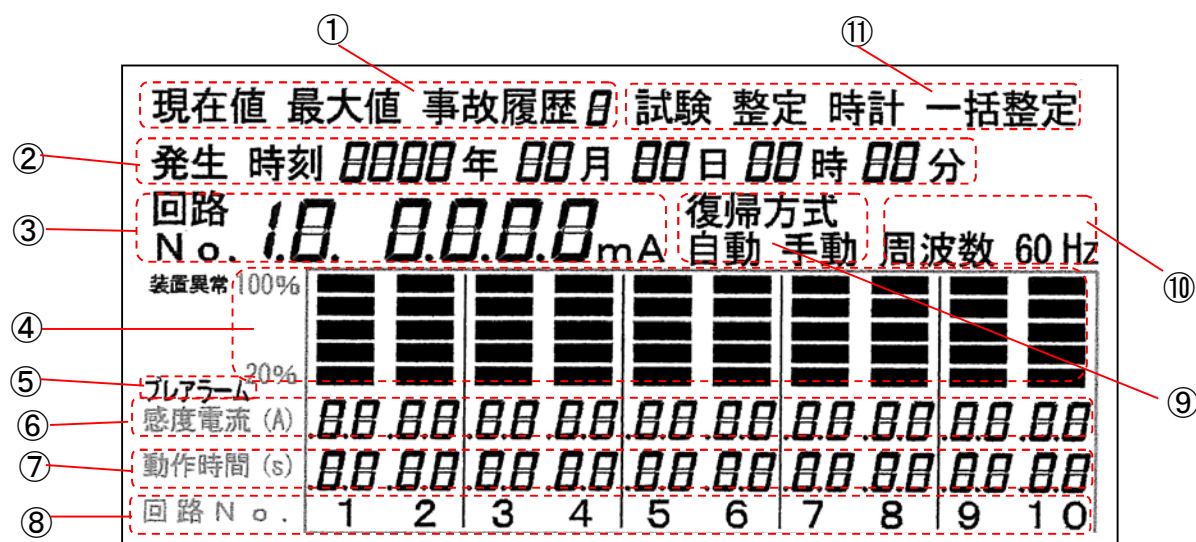 ① ⑪
現在値 最大値 事故履歴 8 試験 整定 時計 一括整定
② 発生 時刻 8888 年 88 月 88 日 88 時 88 分
回路 復帰方式
③ No. 18. 8.8.8.8 mA 自動 手動 周波数 60 Hz
⑩
装置異常 100%
④
20%
⑤ プレアラーム
⑨
⑥ 感度電流 (A) .8.8 .8.8 .8.8 .8.8 .8.8 .8.8 .8.8 .8.8 .8.8 .8.8
⑦ 動作時間 (s) .8.8 .8.8 .8.8 .8.8 .8.8 .8.8 .8.8 .8.8 .8.8 .8.8
⑧ 回路No. 1 2 3 4 5 6 7 8 9 10